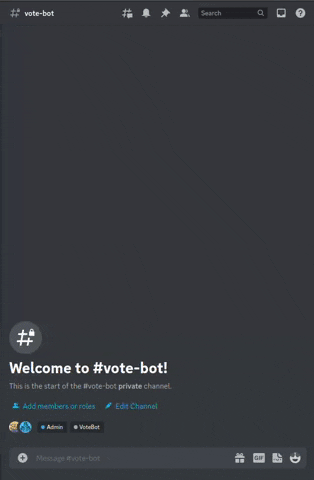 vote-bot
Search
Welcome to #vote-bot!
This is the start of the #vote-bot private channel.
Add members or roles
Edit Channel
Admin
VoteBot
Message #vote-bot
GIF